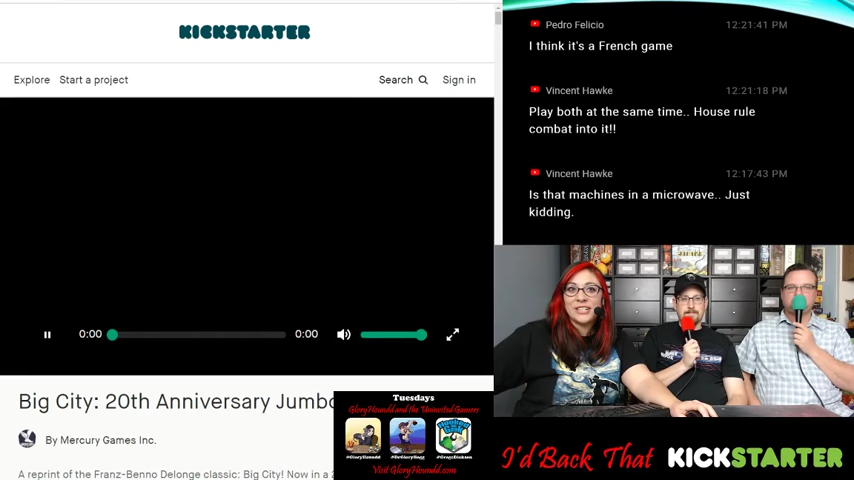 KICKSTARTER
Explore Start a project Search Sign in
0:00 0:00
Big City: 20th Anniversary Jumbo
By Mercury Games Inc.
A reprint of the Franz-Benno Delonge classic: Big City! Now in a 2
Pedro Felicio 12:21:41 PM
I think it's a French game
Vincent Hawke 12:21:18 PM
Play both at the same time.. House rule
combat into it!!
Vincent Hawke 12:17:43 PM
Is that machines in a microwave.. Just
kidding.
Tuesdays
GloryHoundd and the Uninvited Gamers
#GloryHoundd
Visit GloryHoundd.com
I'd Back That KICKSTARTER